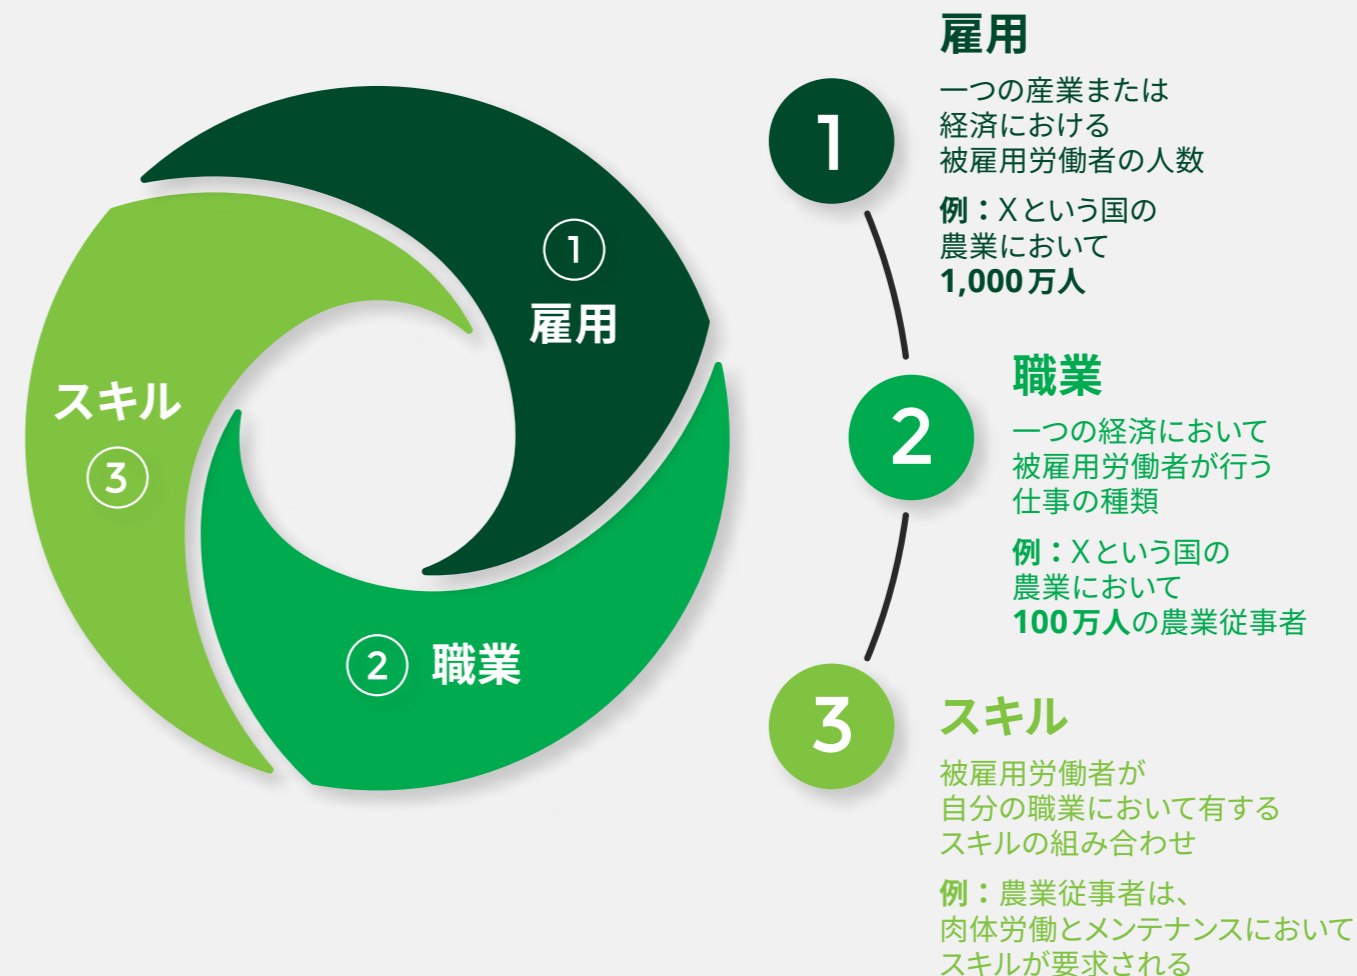 ①
雇用
スキル
③
② 職業
1
雇用
一つの産業または
経済における
被雇用労働者の人数
例：Xという国の
農業において
1,000万人
2
職業
一つの経済において
被雇用労働者が行う
仕事の種類
例：Xという国の
農業において
100万人の農業従事者
3
スキル
被雇用労働者が
自分の職業において有する
スキルの組み合わせ
例：農業従事者は、
肉体労働とメンテナンスにおいて
スキルが要求される